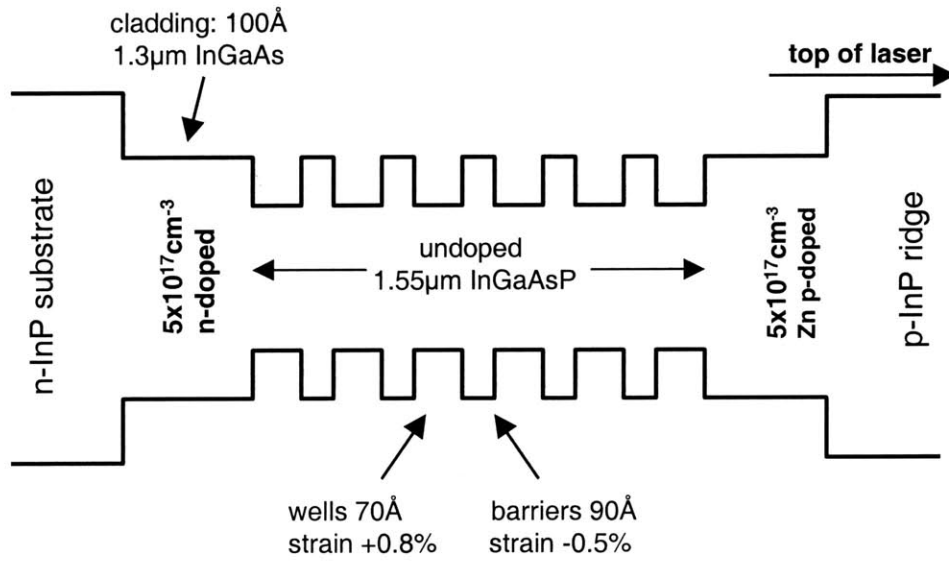 cladding: 100Å
1.3µm InGaAs
top of laser
n-InP substrate
5x10¹⁷cm⁻³
n-doped
undoped
1.55µm InGaAsP
5x10¹⁷cm⁻³
Zn p-doped
p-InP ridge
wells 70Å
strain +0.8%
barriers 90Å
strain -0.5%